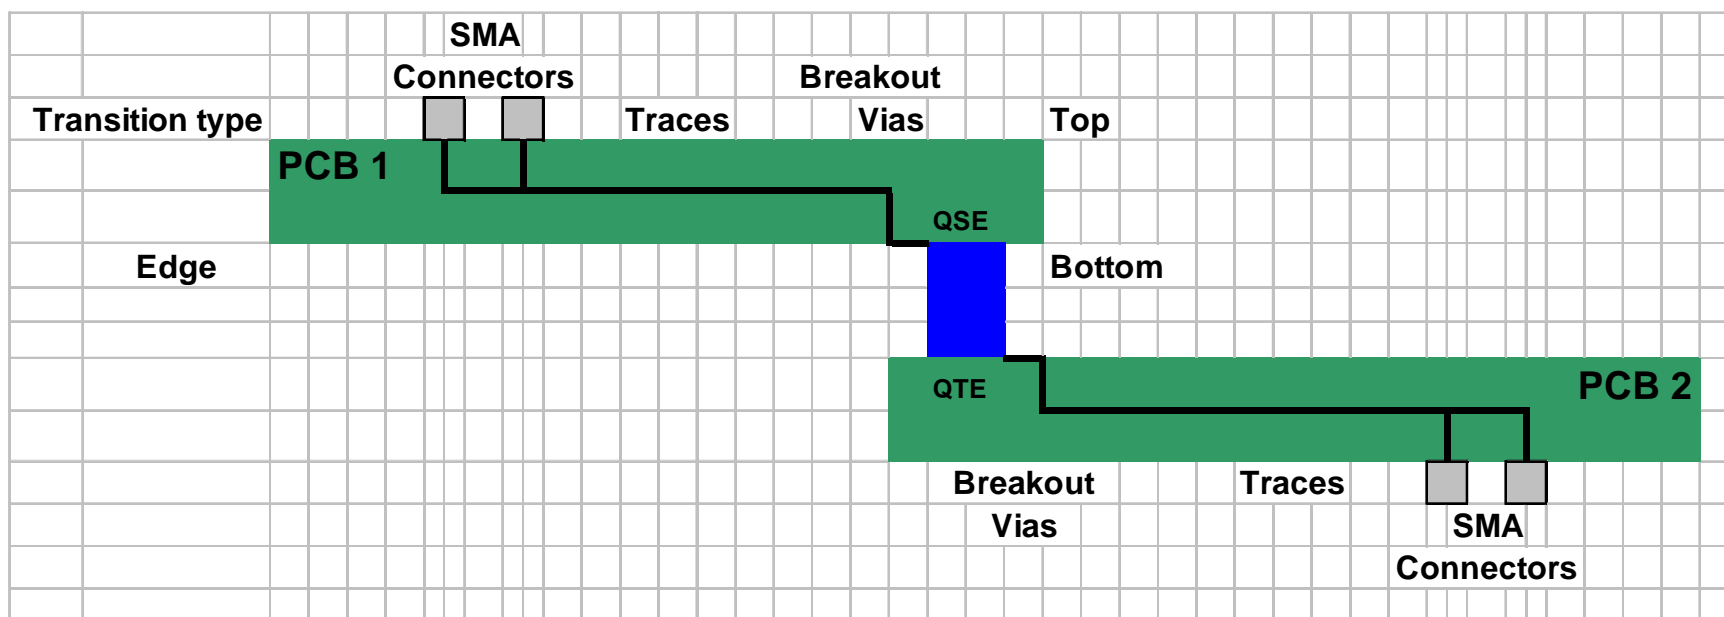 SMA
Connectors
Breakout
Transition type
Traces
Vias
Top
PCB 1
QSE
Edge
Bottom
QTE
PCB 2
Breakout
Traces
Vias
SMA
Connectors